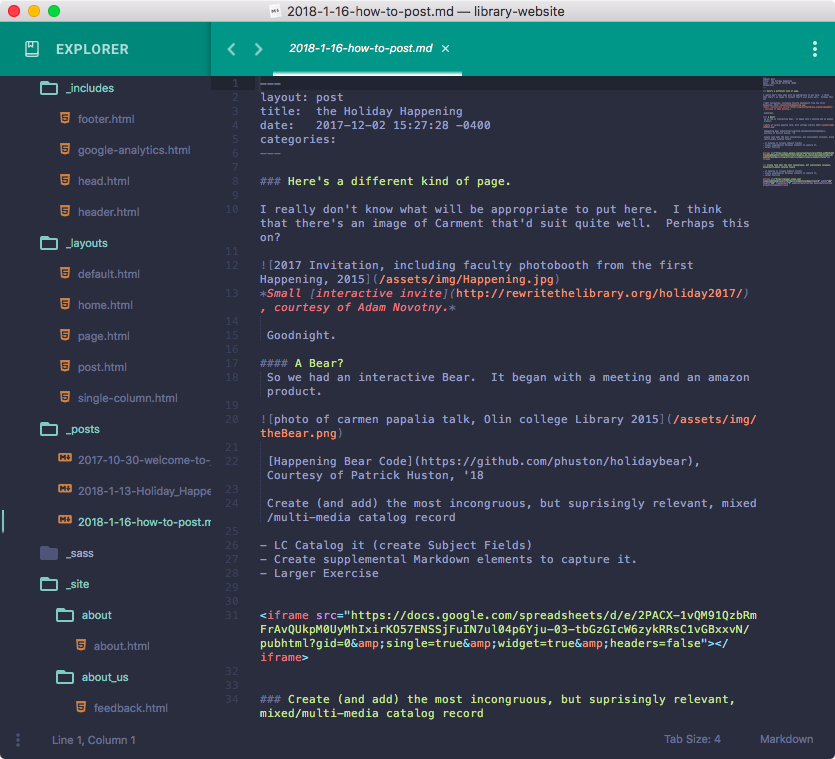 2018-1-16-how-to-post.md — library-website
EXPLORER
2018-1-16-how-to-post.md ×
_includes
footer.html
google-analytics.html
head.html
header.html
_layouts
default.html
home.html
page.html
post.html
single-column.html
_posts
2017-10-30-welcome-to-
2018-1-13-Holiday_Happe
2018-1-16-how-to-post.m
_sass
_site
about
about.html
about_us
feedback.html
1 ---
2 layout: post
3 title:  the Holiday Happening
4 date:   2017-12-02 15:27:28 -0400
5 categories:
6 ---
7
8 ### Here's a different kind of page.
9
10 I really don't know what will be appropriate to put here.  I think
that there's an image of Carment that'd suit quite well.  Perhaps this
on?
11
12 ![2017 Invitation, including faculty photobooth from the first
Happening, 2015](/assets/img/Happening.jpg)
13 *Small [interactive invite](http://rewritethelibrary.org/holiday2017/)
, courtesy of Adam Novotny.*
14
15 Goodnight.
16
17 #### A Bear?
18 So we had an interactive Bear.  It began with a meeting and an amazon
product.
19
20 ![photo of carmen papalia talk, Olin college Library 2015](/assets/img/
theBear.png)
21
22 [Happening Bear Code](https://github.com/phuston/holidaybear),
Courtesy of Patrick Huston, '18
23
24 Create (and add) the most incongruous, but suprisingly relevant, mixed
/multi-media catalog record
25
26 – LC Catalog it (create Subject Fields)
27 – Create supplemental Markdown elements to capture it.
28 – Larger Exercise
29
30
31 <iframe src="https://docs.google.com/spreadsheets/d/e/2PACX-1vQM91QzbRm
FrAvQUkpM0UyMhIxirKO57ENSSjFuIN7ul04p6Yju-03-tbGzGIcW6zykRRsC1vGBxxvN/
pubhtml?gid=0&amp;single=true&amp;widget=true&amp;headers=false"></
iframe>
32
33
34 ### Create (and add) the most incongruous, but suprisingly relevant,
mixed/multi-media catalog record
Line 1, Column 1
Tab Size: 4
Markdown